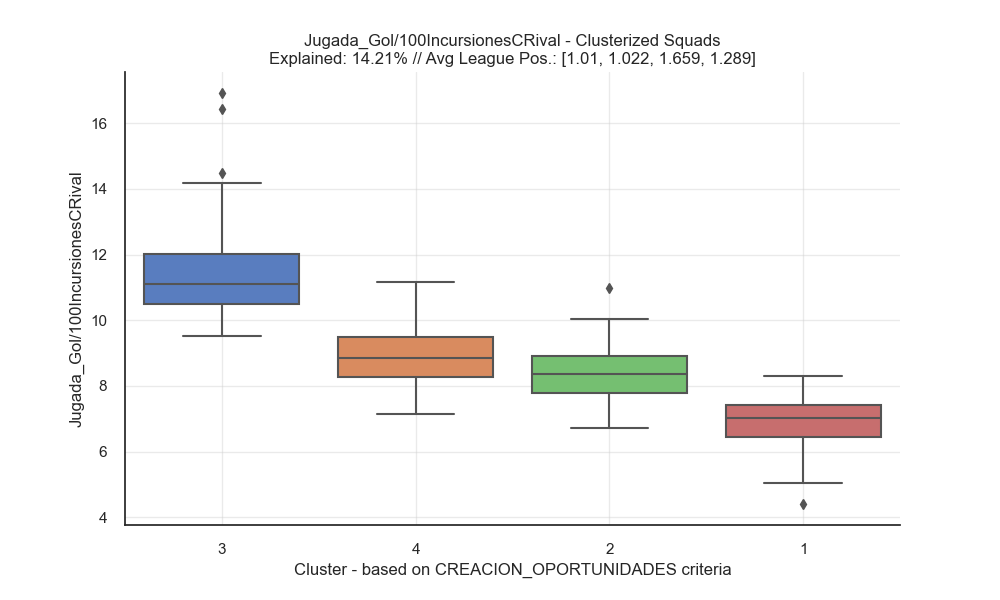 Jugada_Gol/100IncursionesCRival - Clusterized Squads
Explained: 14.21% // Avg League Pos.: [1.01, 1.022, 1.659, 1.289]
Jugada_Gol/100IncursionesCRival
16
14
12
10
8
6
4
3 4 2 1
Cluster - based on CREACION_OPORTUNIDADES criteria